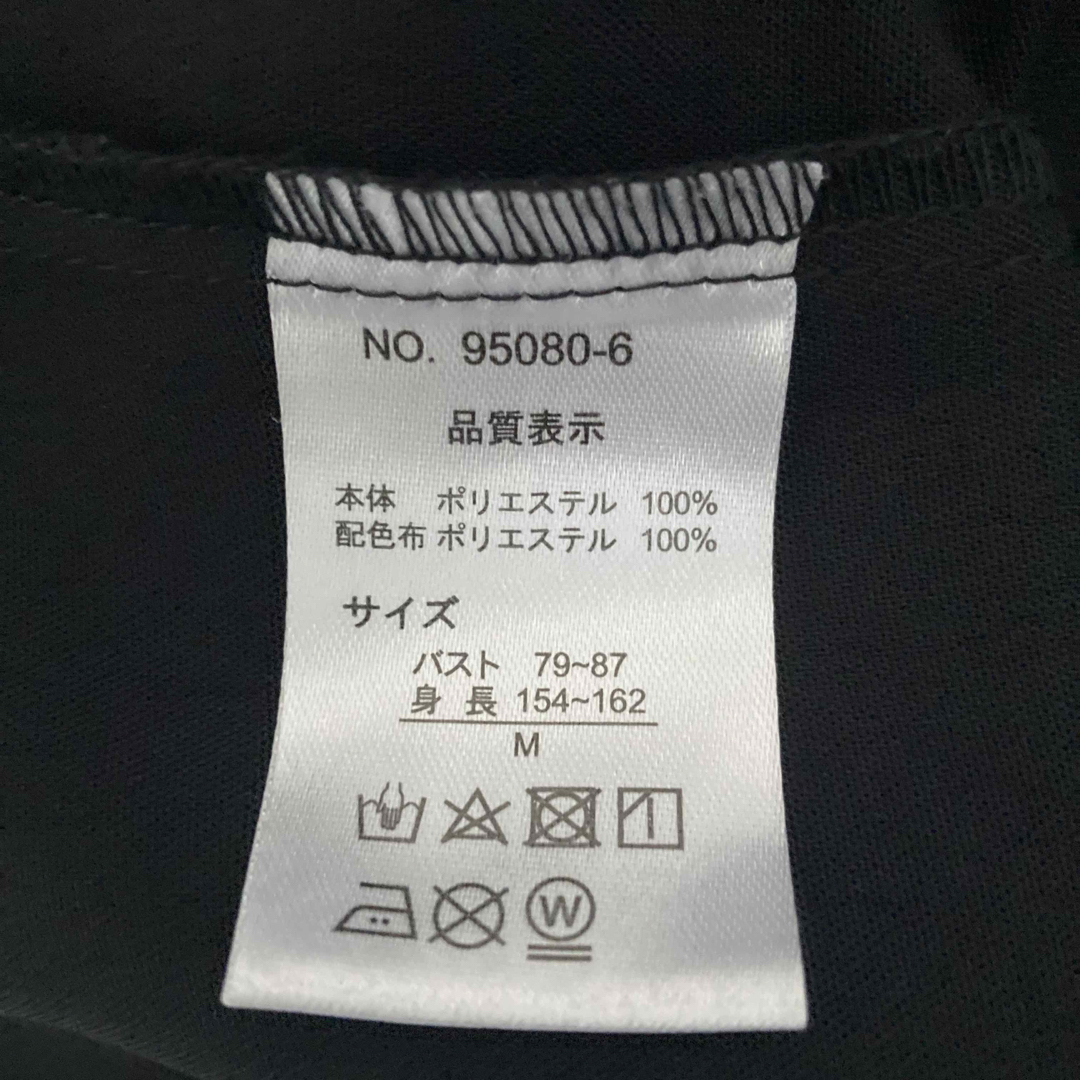 NO. 95080-6
品質表示
本体 ポリエステル 100%
配色布 ポリエステル 100%
サイズ
バスト 79~87
身 長 154~162
M
W